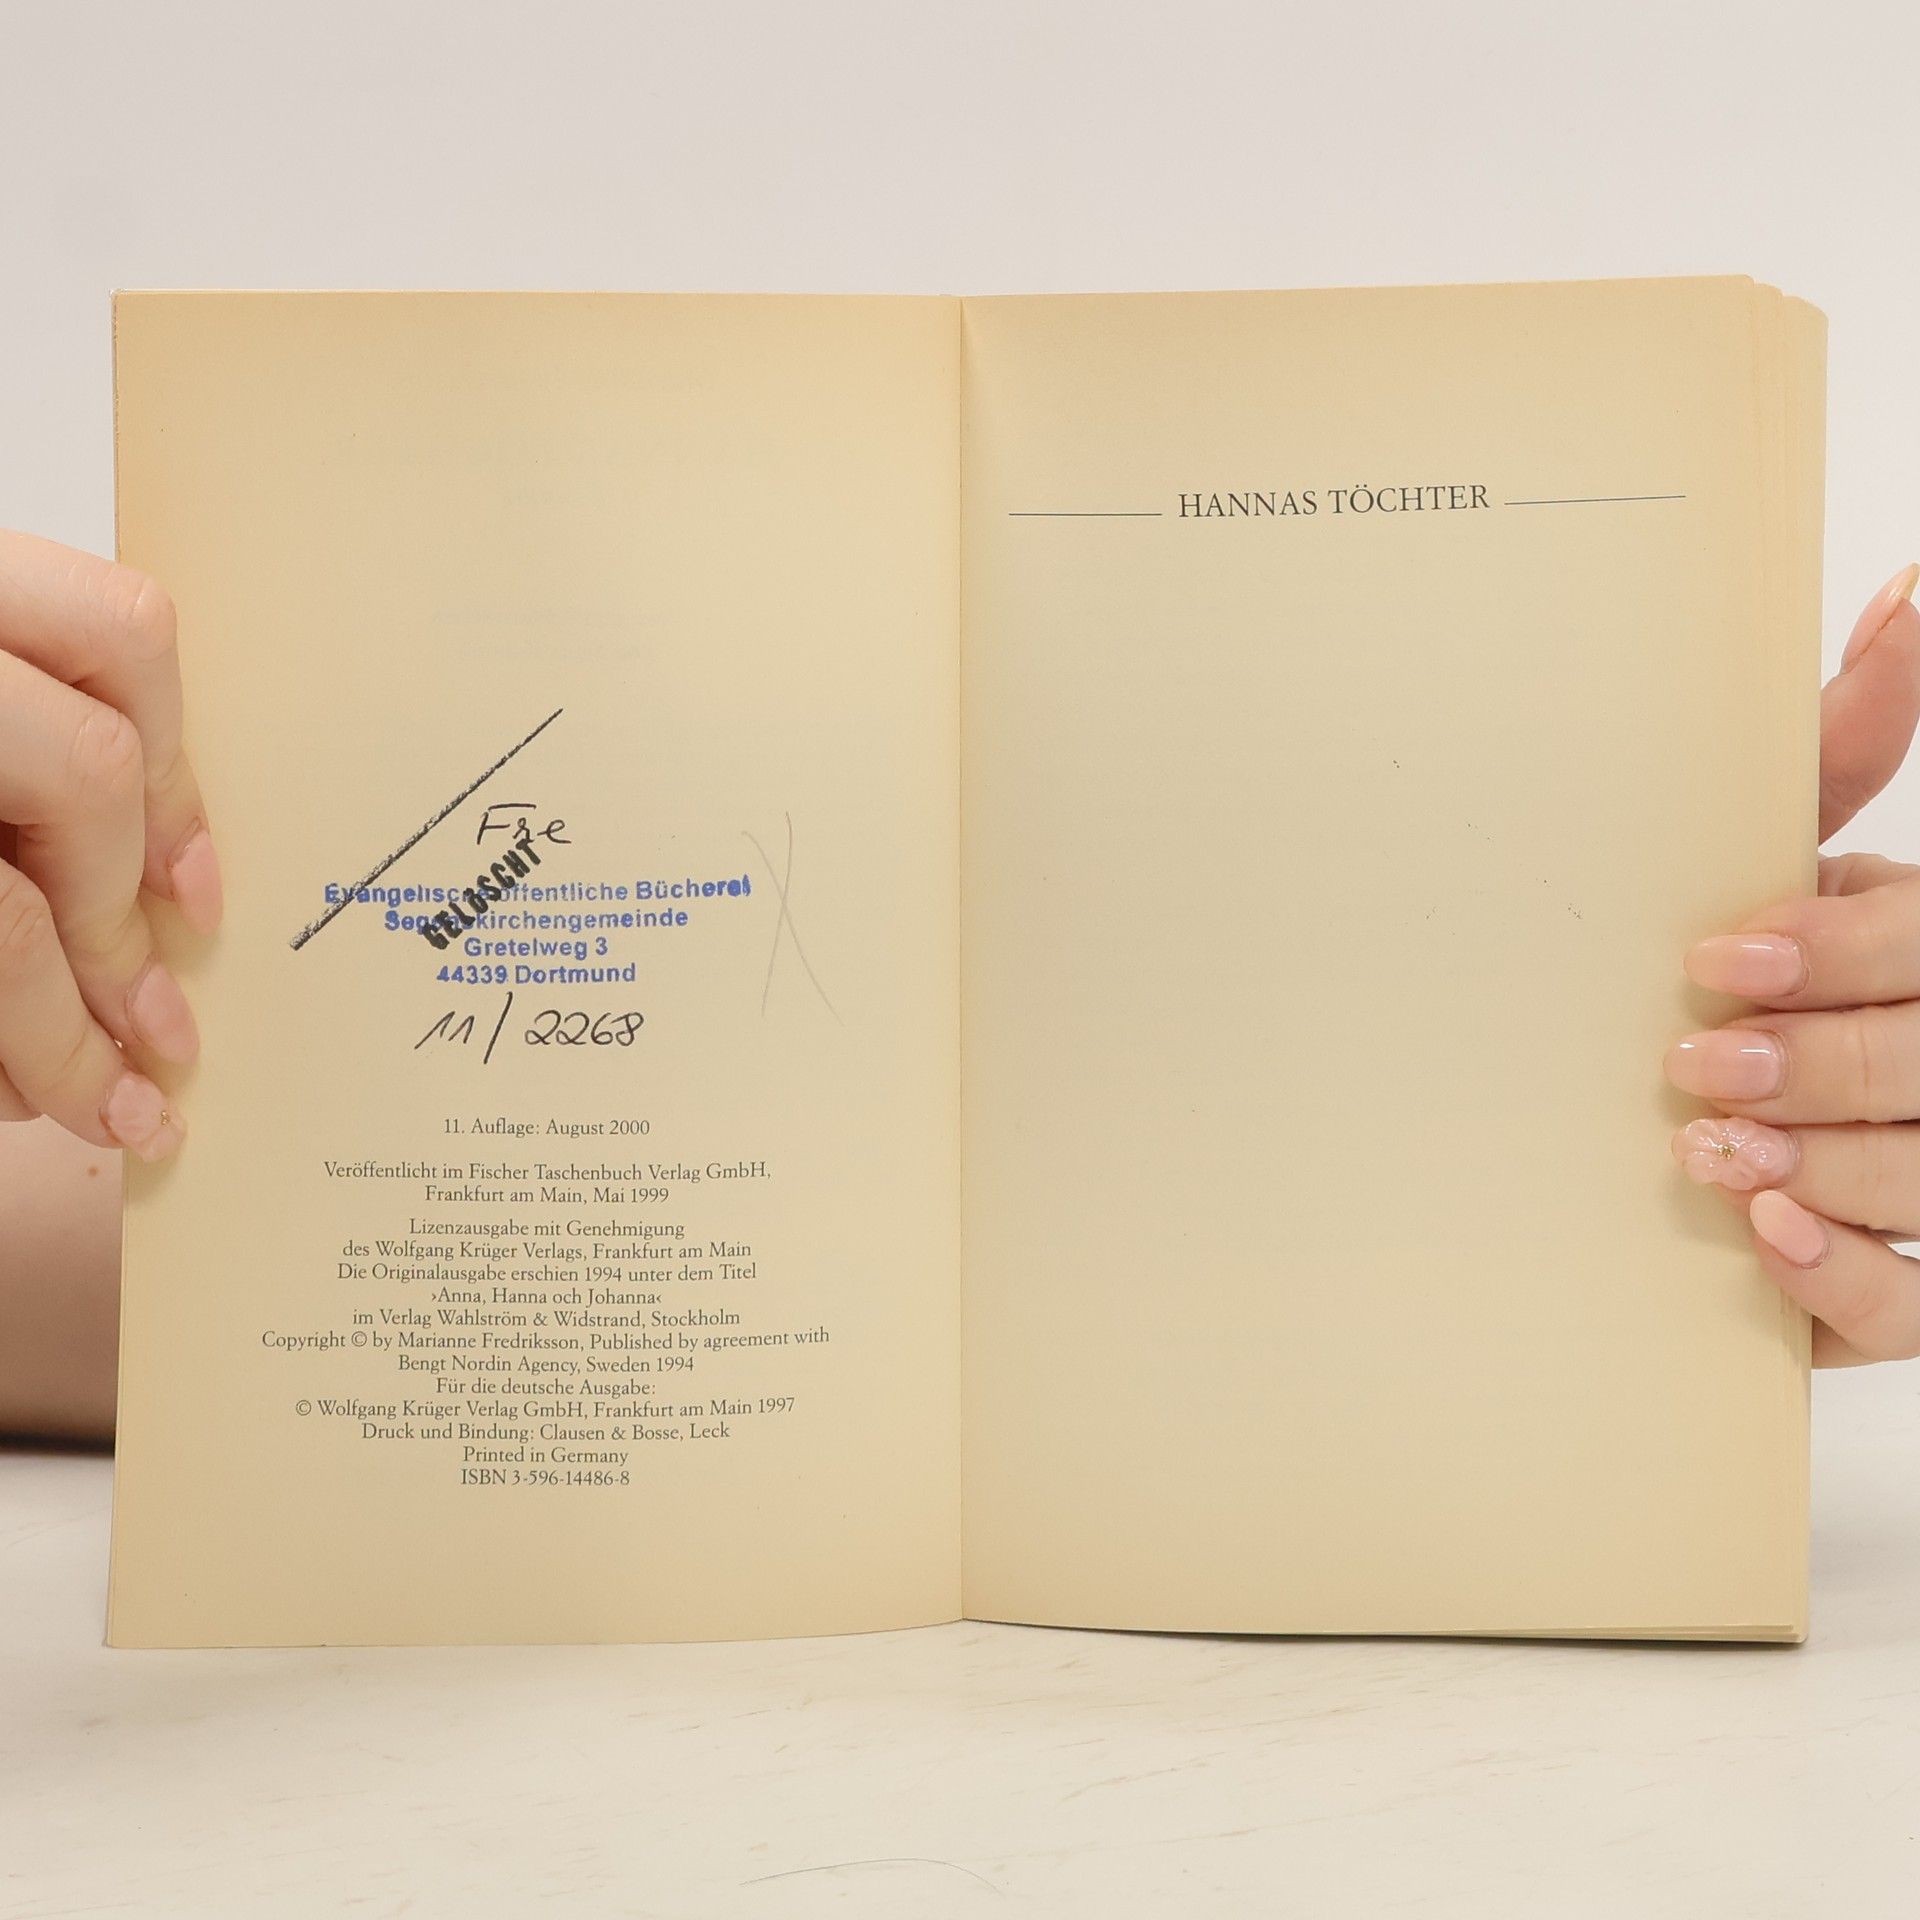 Fre
GELÖSCHT
Evangelische öffentliche Bücherei
Segenskirchengemeinde
Gretelweg 3
44339 Dortmund
11/2268
11. Auflage: August 2000
Veröffentlicht im Fischer Taschenbuch Verlag GmbH,
Frankfurt am Main, Mai 1999
Lizenzausgabe mit Genehmigung
des Wolfgang Krüger Verlags, Frankfurt am Main
Die Originalausgabe erschien 1994 unter dem Titel
›Anna, Hanna och Johanna‹
im Verlag Wahlström & Widstrand, Stockholm
Copyright © by Marianne Fredriksson, Published by agreement with
Bengt Nordin Agency, Sweden 1994
Für die deutsche Ausgabe:
© Wolfgang Krüger Verlag GmbH, Frankfurt am Main 1997
Druck und Bindung: Clausen & Bosse, Leck
Printed in Germany
ISBN 3-596-14486-8
HANNAS TÖCHTER